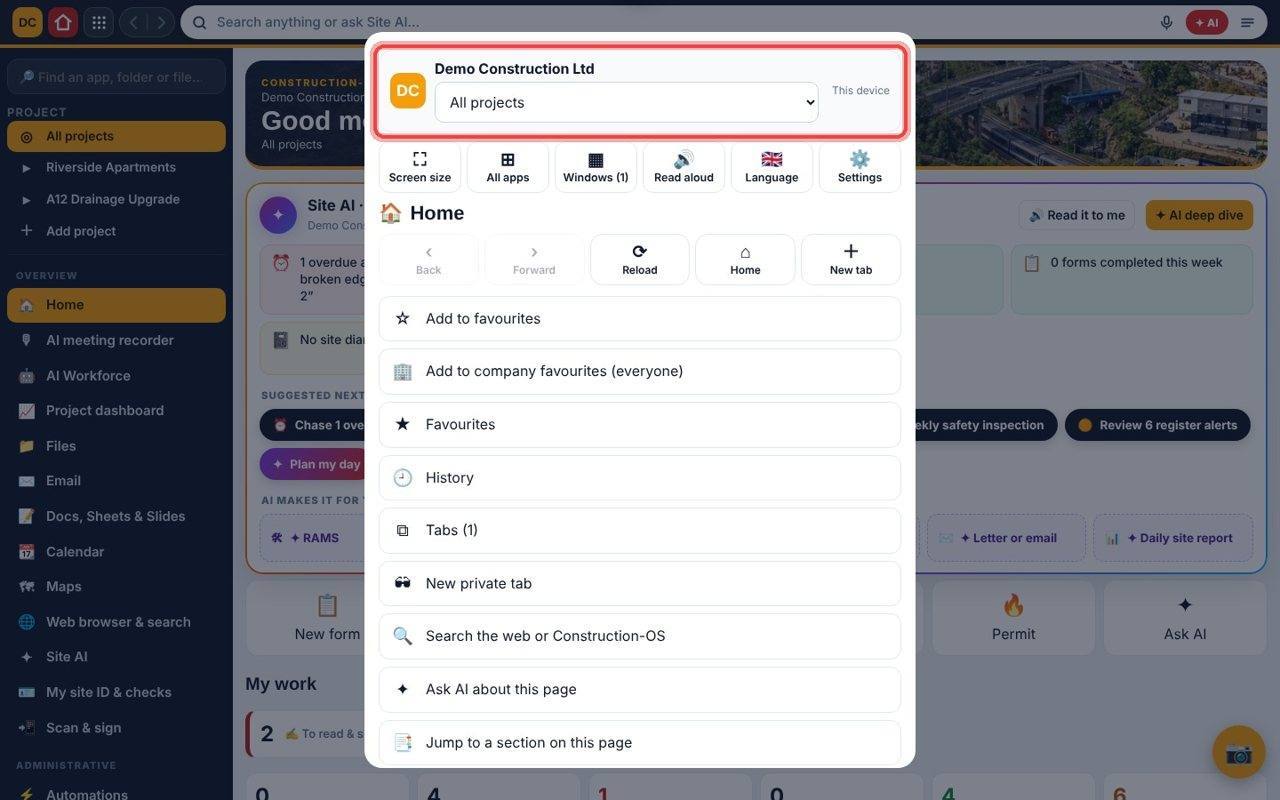 DC
Search anything or ask Site AI...
✦ AI
Find an app, folder or file...
PROJECT
All projects
Riverside Apartments
A12 Drainage Upgrade
Add project
OVERVIEW
Home
AI meeting recorder
AI Workforce
Project dashboard
Files
Email
Docs, Sheets & Slides
Calendar
Maps
Web browser & search
Site AI
My site ID & checks
Scan & sign
ADMINISTRATIVE
Automations
CONSTRUCTION-
Demo Construction
Good
All projects
Site AI ·
Demo
Read it to me
✦ AI deep dive
1 overdue
broken
2”
0 forms completed this week
No site
SUGGESTED NEXT
Chase 1
safety inspection
Review 6 register alerts
Plan my day
AI MAKES IT FOR
✦ RAMS
✦ Letter or email
✦ Daily site report
New form
Permit
Ask AI
My work
2
To read &
0
4
1
0
4
6
DC
Demo Construction Ltd
All projects
This device
Screen size
All apps
Windows (1)
Read aloud
Language
Settings
Home
Back
Forward
Reload
Home
New tab
Add to favourites
Add to company favourites (everyone)
Favourites
History
Tabs (1)
New private tab
Search the web or Construction-OS
Ask AI about this page
Jump to a section on this page